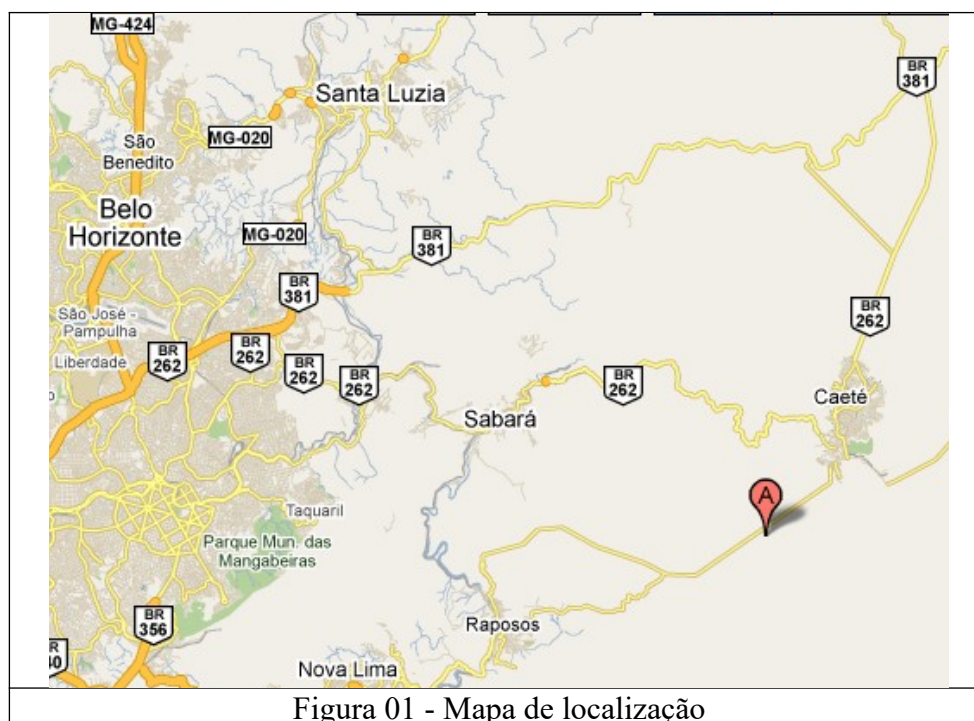 MG-424
BR
381
Santa Luzia
MG-020
São
Benedito
Belo
Horizonte
MG-020
BR
381
BR
381
São José -
Pampulha
BR
262
Liberdade
BR
262
BR
262
BR
262
BR
262
BR
262
Caeté
Sabará
A
Taquaril
Parque Mun. das
Mangabeiras
BR
356
Raposos
Nova Lima
Figura 01 - Mapa de localização